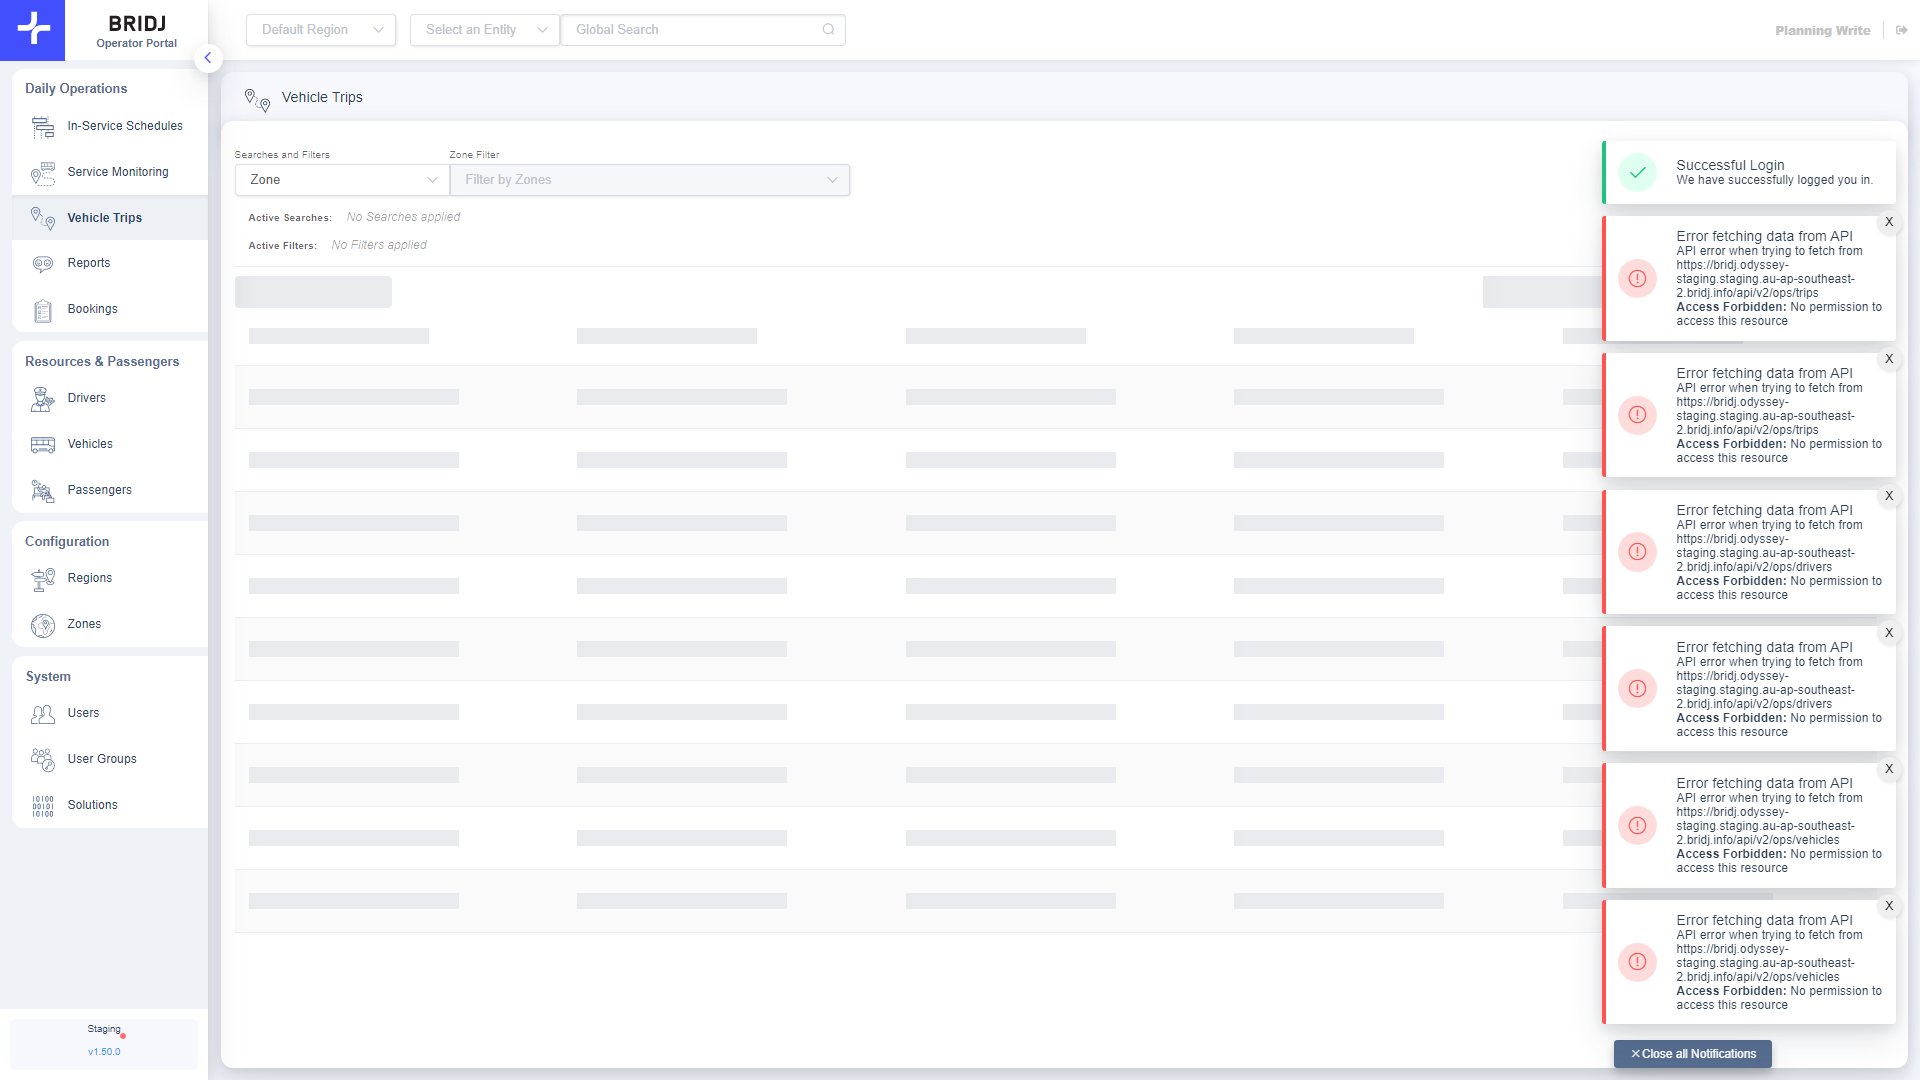 BRIDJ
Operator Portal
Default Region
Select an Entity
Global Search
Planning Write
Daily Operations
In-Service Schedules
Service Monitoring
Vehicle Trips
Reports
Bookings
Resources & Passengers
Drivers
Vehicles
Passengers
Configuration
Regions
Zones
System
Users
User Groups
Solutions
Staging
v1.50.0
Vehicle Trips
Searches and Filters
Zone Filter
Zone
Filter by Zones
Active Searches: No Searches applied
Active Filters: No Filters applied
Successful Login
We have successfully logged you in.
X
Error fetching data from API
API error when trying to fetch from
https://bridj.odyssey-
staging.staging.au-ap-southeast-
2.bridj.info/api/v2/ops/trips
Access Forbidden: No permission to
access this resource
X
Error fetching data from API
API error when trying to fetch from
https://bridj.odyssey-
staging.staging.au-ap-southeast-
2.bridj.info/api/v2/ops/trips
Access Forbidden: No permission to
access this resource
X
Error fetching data from API
API error when trying to fetch from
https://bridj.odyssey-
staging.staging.au-ap-southeast-
2.bridj.info/api/v2/ops/drivers
Access Forbidden: No permission to
access this resource
X
Error fetching data from API
API error when trying to fetch from
https://bridj.odyssey-
staging.staging.au-ap-southeast-
2.bridj.info/api/v2/ops/drivers
Access Forbidden: No permission to
access this resource
X
Error fetching data from API
API error when trying to fetch from
https://bridj.odyssey-
staging.staging.au-ap-southeast-
2.bridj.info/api/v2/ops/vehicles
Access Forbidden: No permission to
access this resource
X
Error fetching data from API
API error when trying to fetch from
https://bridj.odyssey-
staging.staging.au-ap-southeast-
2.bridj.info/api/v2/ops/vehicles
Access Forbidden: No permission to
access this resource
✕Close all Notifications